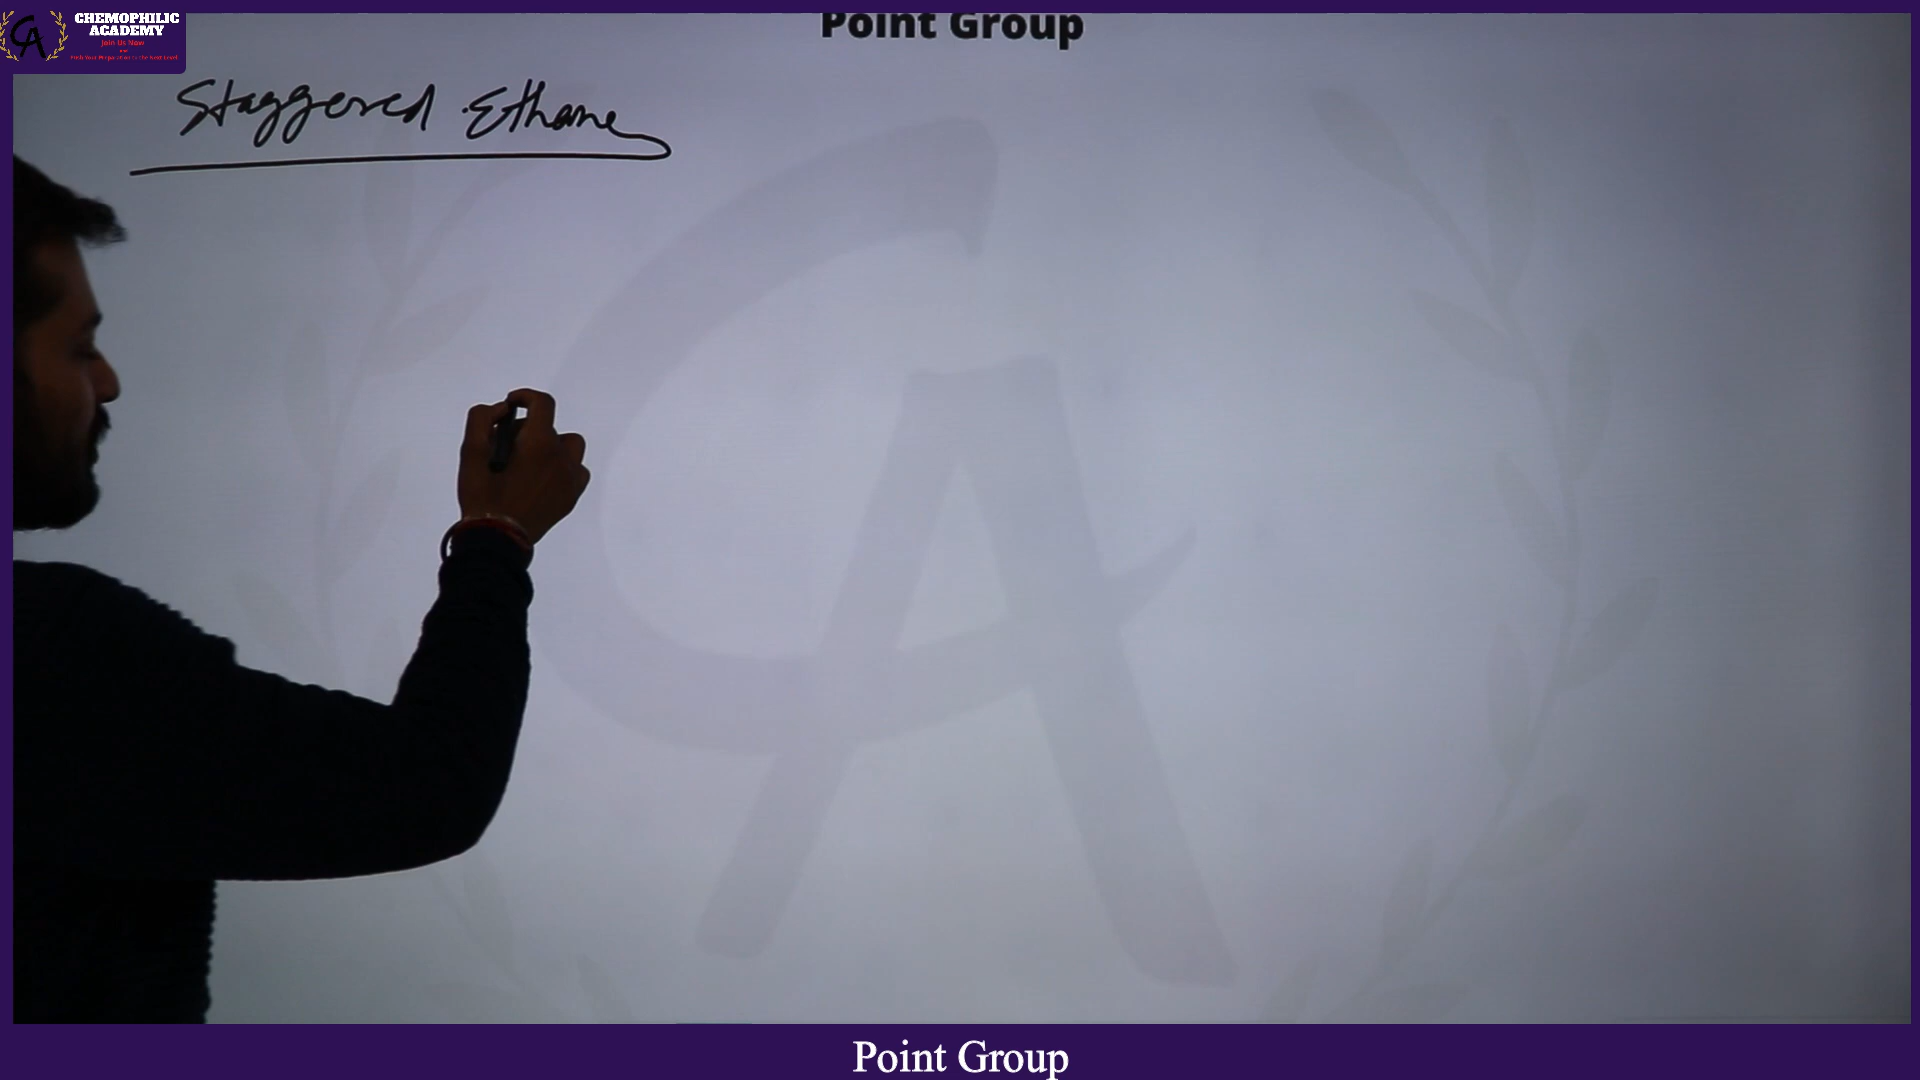 CHEMOPHILIC
ACADEMY
Join Us Now
Point Group
Staggered Ethane
Point Group